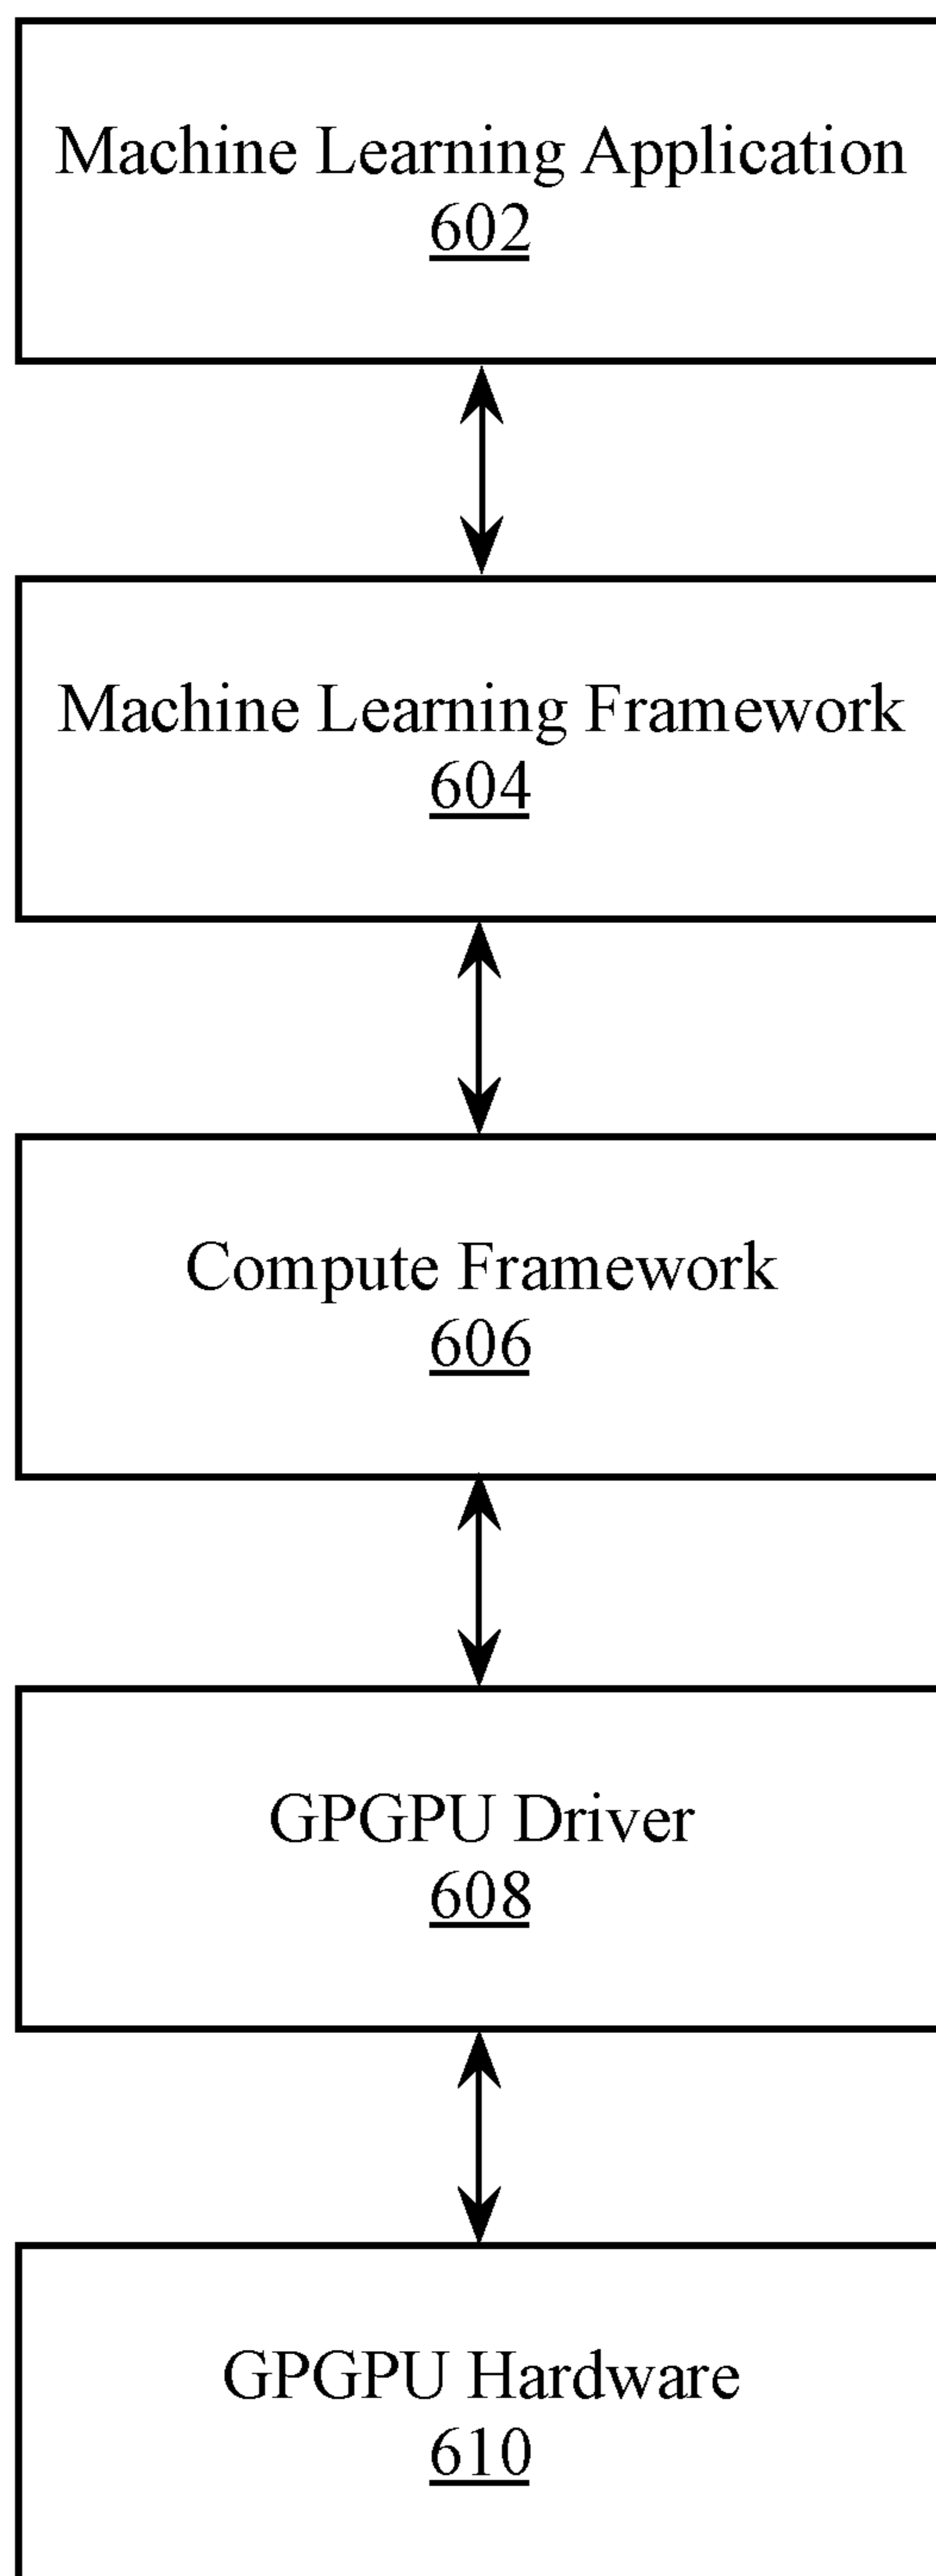 Machine Learning Application
602
Machine Learning Framework
604
Compute Framework
606
GPGPU Driver
608
GPGPU Hardware
610